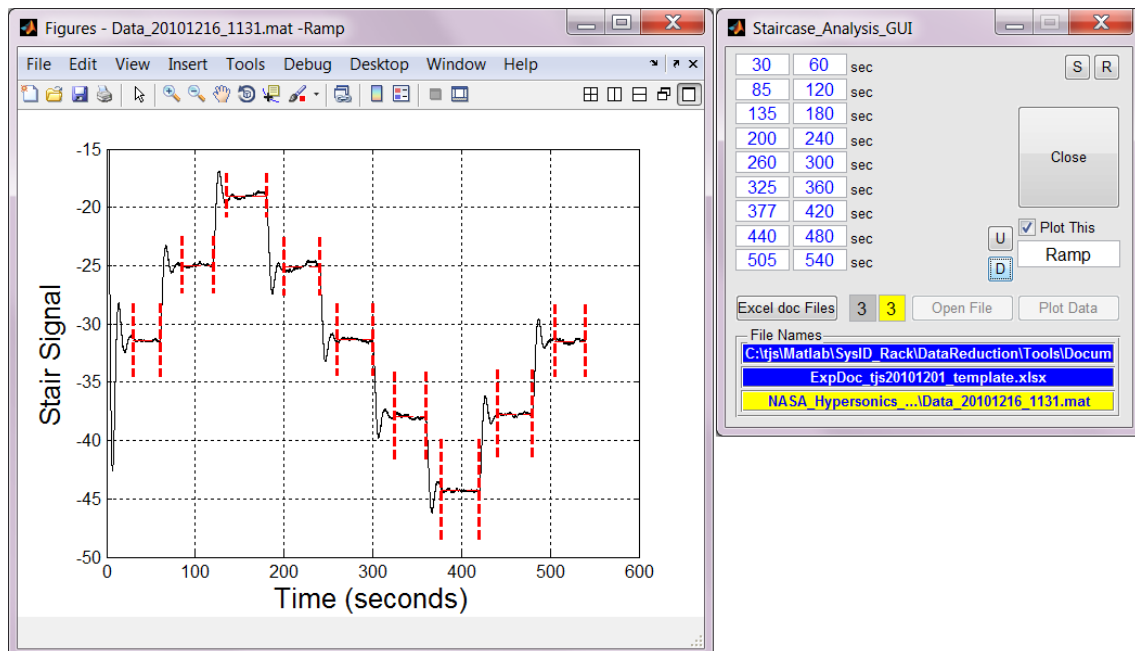 Figures - Data_20101216_1131.mat -Ramp
File Edit View Insert Tools Debug Desktop Window Help
-15
-20
-25
-30
-35
-40
-45
-50
Stair Signal
0 100 200 300 400 500 600
Time (seconds)
Staircase_Analysis_GUI
30 60 sec
85 120 sec
135 180 sec
200 240 sec
260 300 sec
325 360 sec
377 420 sec
440 480 sec
505 540 sec
S R
Close
Plot This
U
Ramp
D
Excel doc Files 3 3 Open File Plot Data
File Names
C:\tjs\Matlab\SysID_Rack\DataReduction\Tools\Docum
ExpDoc_tjs20101201_template.xlsx
NASA_Hypersonics_...\Data_20101216_1131.mat